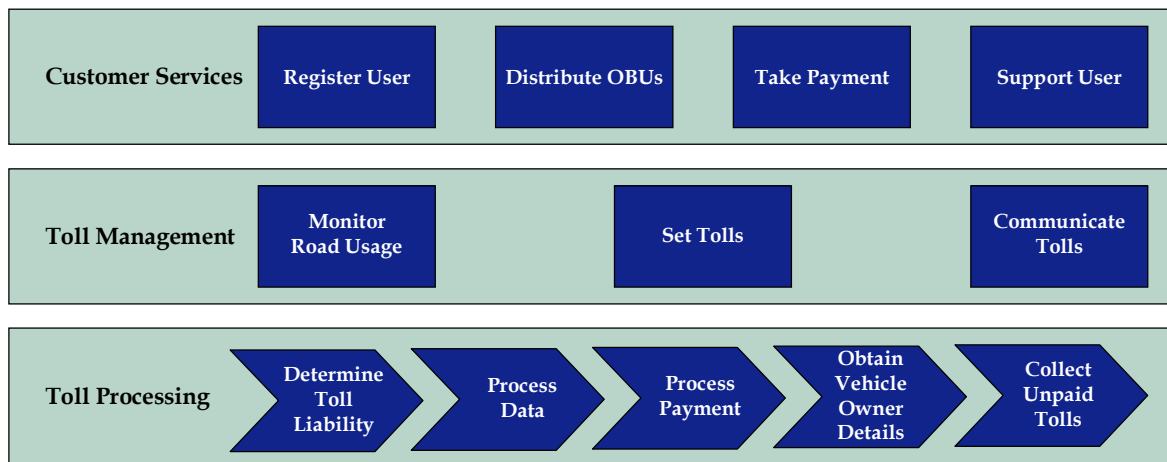 Customer Services
Register User
Distribute OBUs
Take Payment
Support User
Toll Management
Monitor
Road Usage
Set Tolls
Communicate
Tolls
Toll Processing
Determine
Toll
Liability
Process
Data
Process
Payment
Obtain
Vehicle
Owner
Details
Collect
Unpaid
Tolls